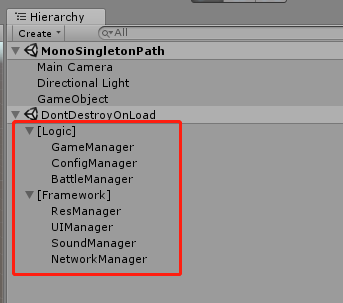 Hierarchy
Create All
MonoSingletonPath
Main Camera
Directional Light
GameObject
DontDestroyOnLoad
[Logic]
GameManager
ConfigManager
BattleManager
[Framework]
ResManager
UIManager
SoundManager
NetworkManager